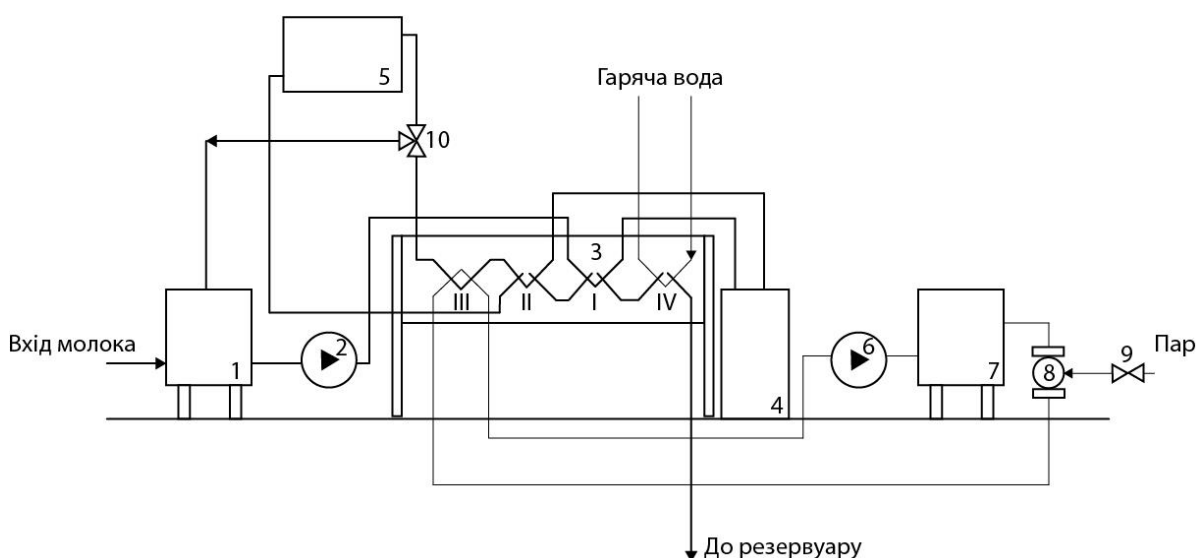 5
Гаряча вода
10
3
III
II
I
IV
Вхід молока
1
2
4
6
7
8
9
Пар
До резервуару